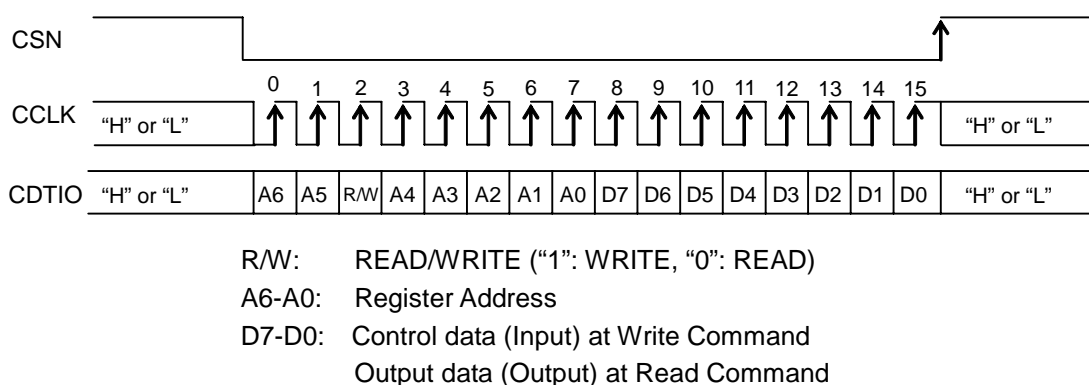 CSN
0 1 2 3 4 5 6 7 8 9 10 11 12 13 14 15
CCLK “H” or “L” “H” or “L”
CDTIO “H” or “L” A6 A5 R/W A4 A3 A2 A1 A0 D7 D6 D5 D4 D3 D2 D1 D0 “H” or “L”
R/W: READ/WRITE (“1”: WRITE, “0”: READ)
A6-A0: Register Address
D7-D0: Control data (Input) at Write Command
Output data (Output) at Read Command